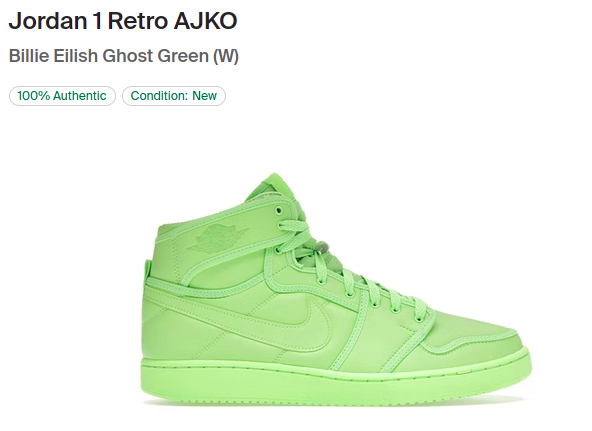 Jordan 1 Retro AJKO
Billie Eilish Ghost Green (W)
100% Authentic
Condition: New